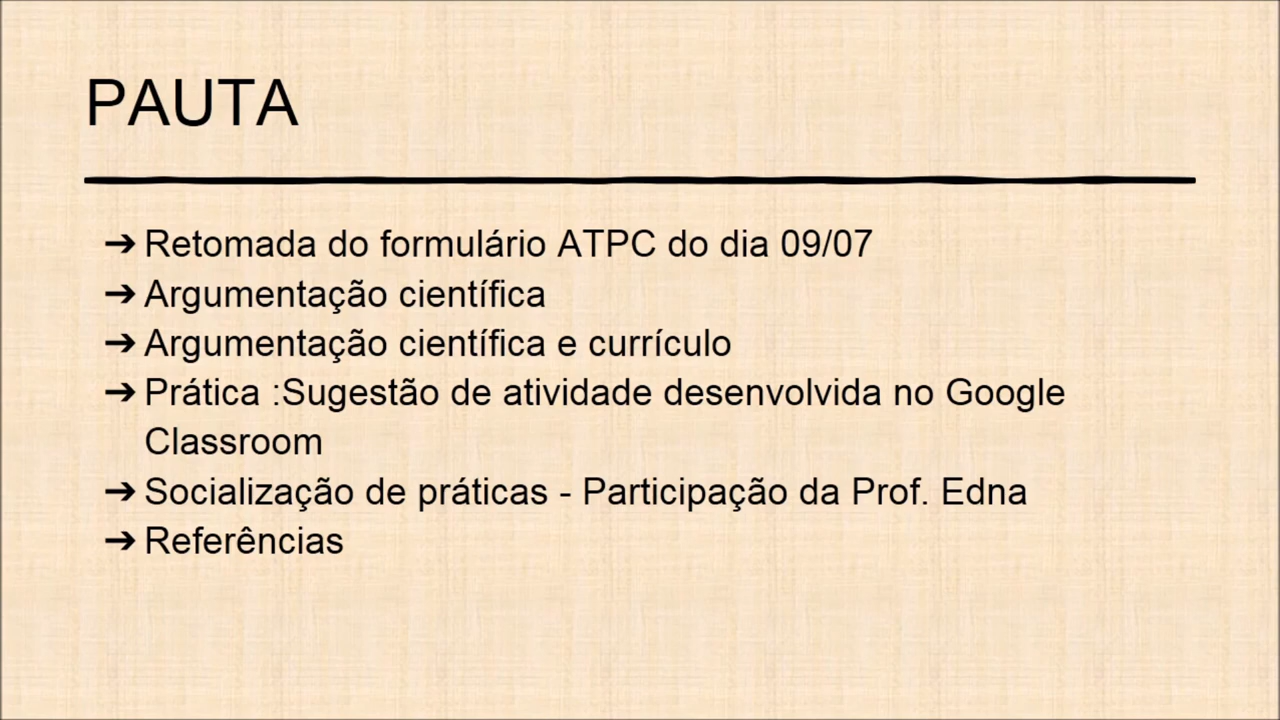 PAUTA
➔ Retomada do formulário ATPC do dia 09/07
➔ Argumentação científica
➔ Argumentação científica e currículo
➔ Prática :Sugestão de atividade desenvolvida no Google
Classroom
➔ Socialização de práticas - Participação da Prof. Edna
➔ Referências